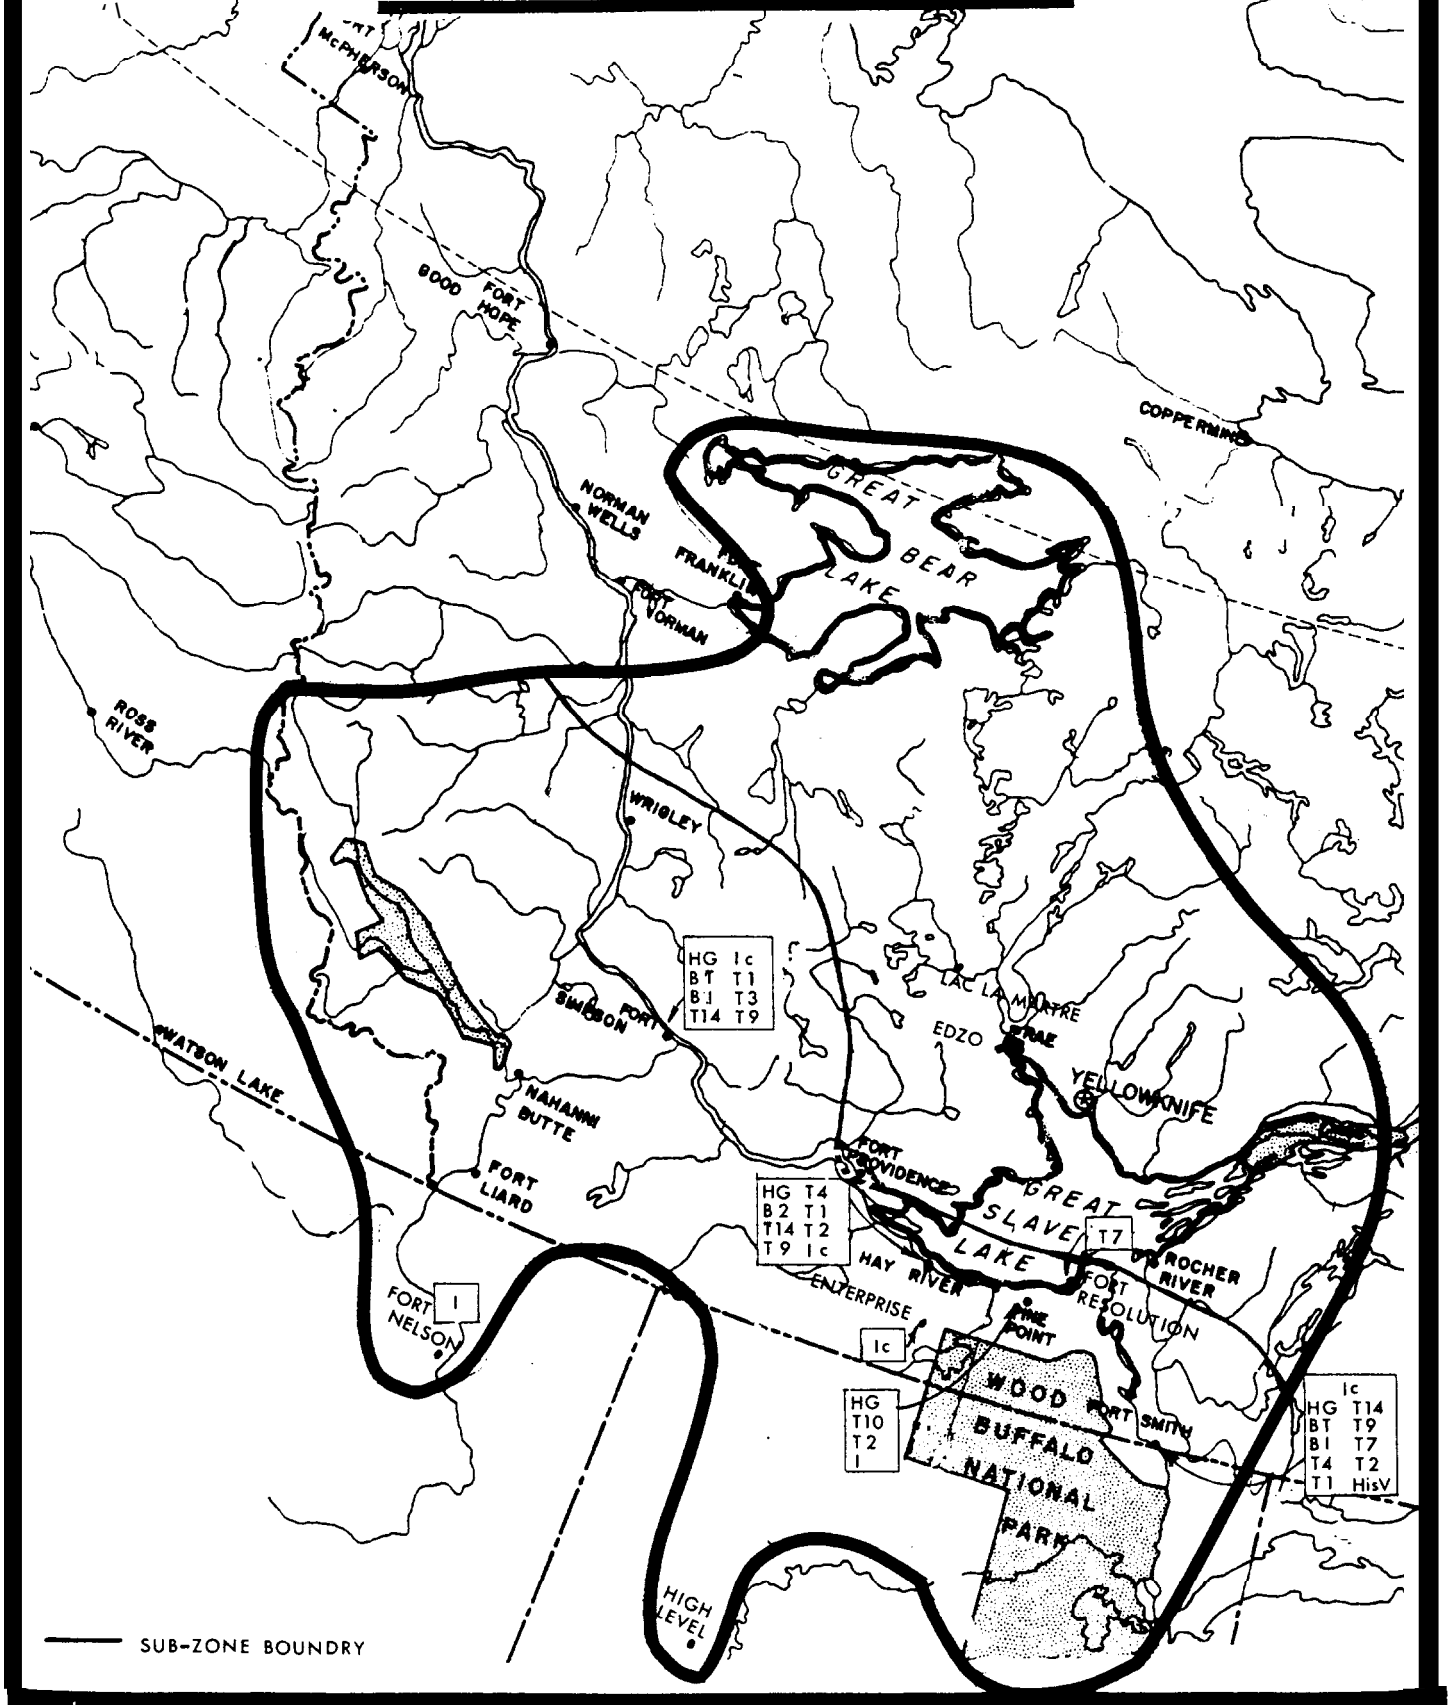 McPHERSON
FORT
GOOD HOPE
COPPERMINE
GREAT
BEAR
LAKE
NORMAN
WELLS
FRANKLIN
FORT
NORMAN
ROSS
RIVER
WRIGLEY
HG Ic
BT T1
B1 T3
T14 T9
LAC LA MARTRE
FORT
SIMPSON
EDZO
RAE
WATSON LAKE
YELLOWKNIFE
NAHANNI
BUTTE
FORT
LIARD
FORT
PROVIDENCE
HG T4
B2 T1
T14 T2
T9 Ic
GREAT
SLAVE
LAKE
T7
HAY RIVER
ROCHER
RIVER
ENTERPRISE
FORT
RESOLUTION
FORT
NELSON
I
PINE
POINT
Ic
HG
T10
T2
I
WOOD
BUFFALO
NATIONAL
PARK
FORT SMITH
Ic
HG T14
BT T9
B1 T7
T4 T2
T1 HisV
HIGH
LEVEL
SUB-ZONE BOUNDRY